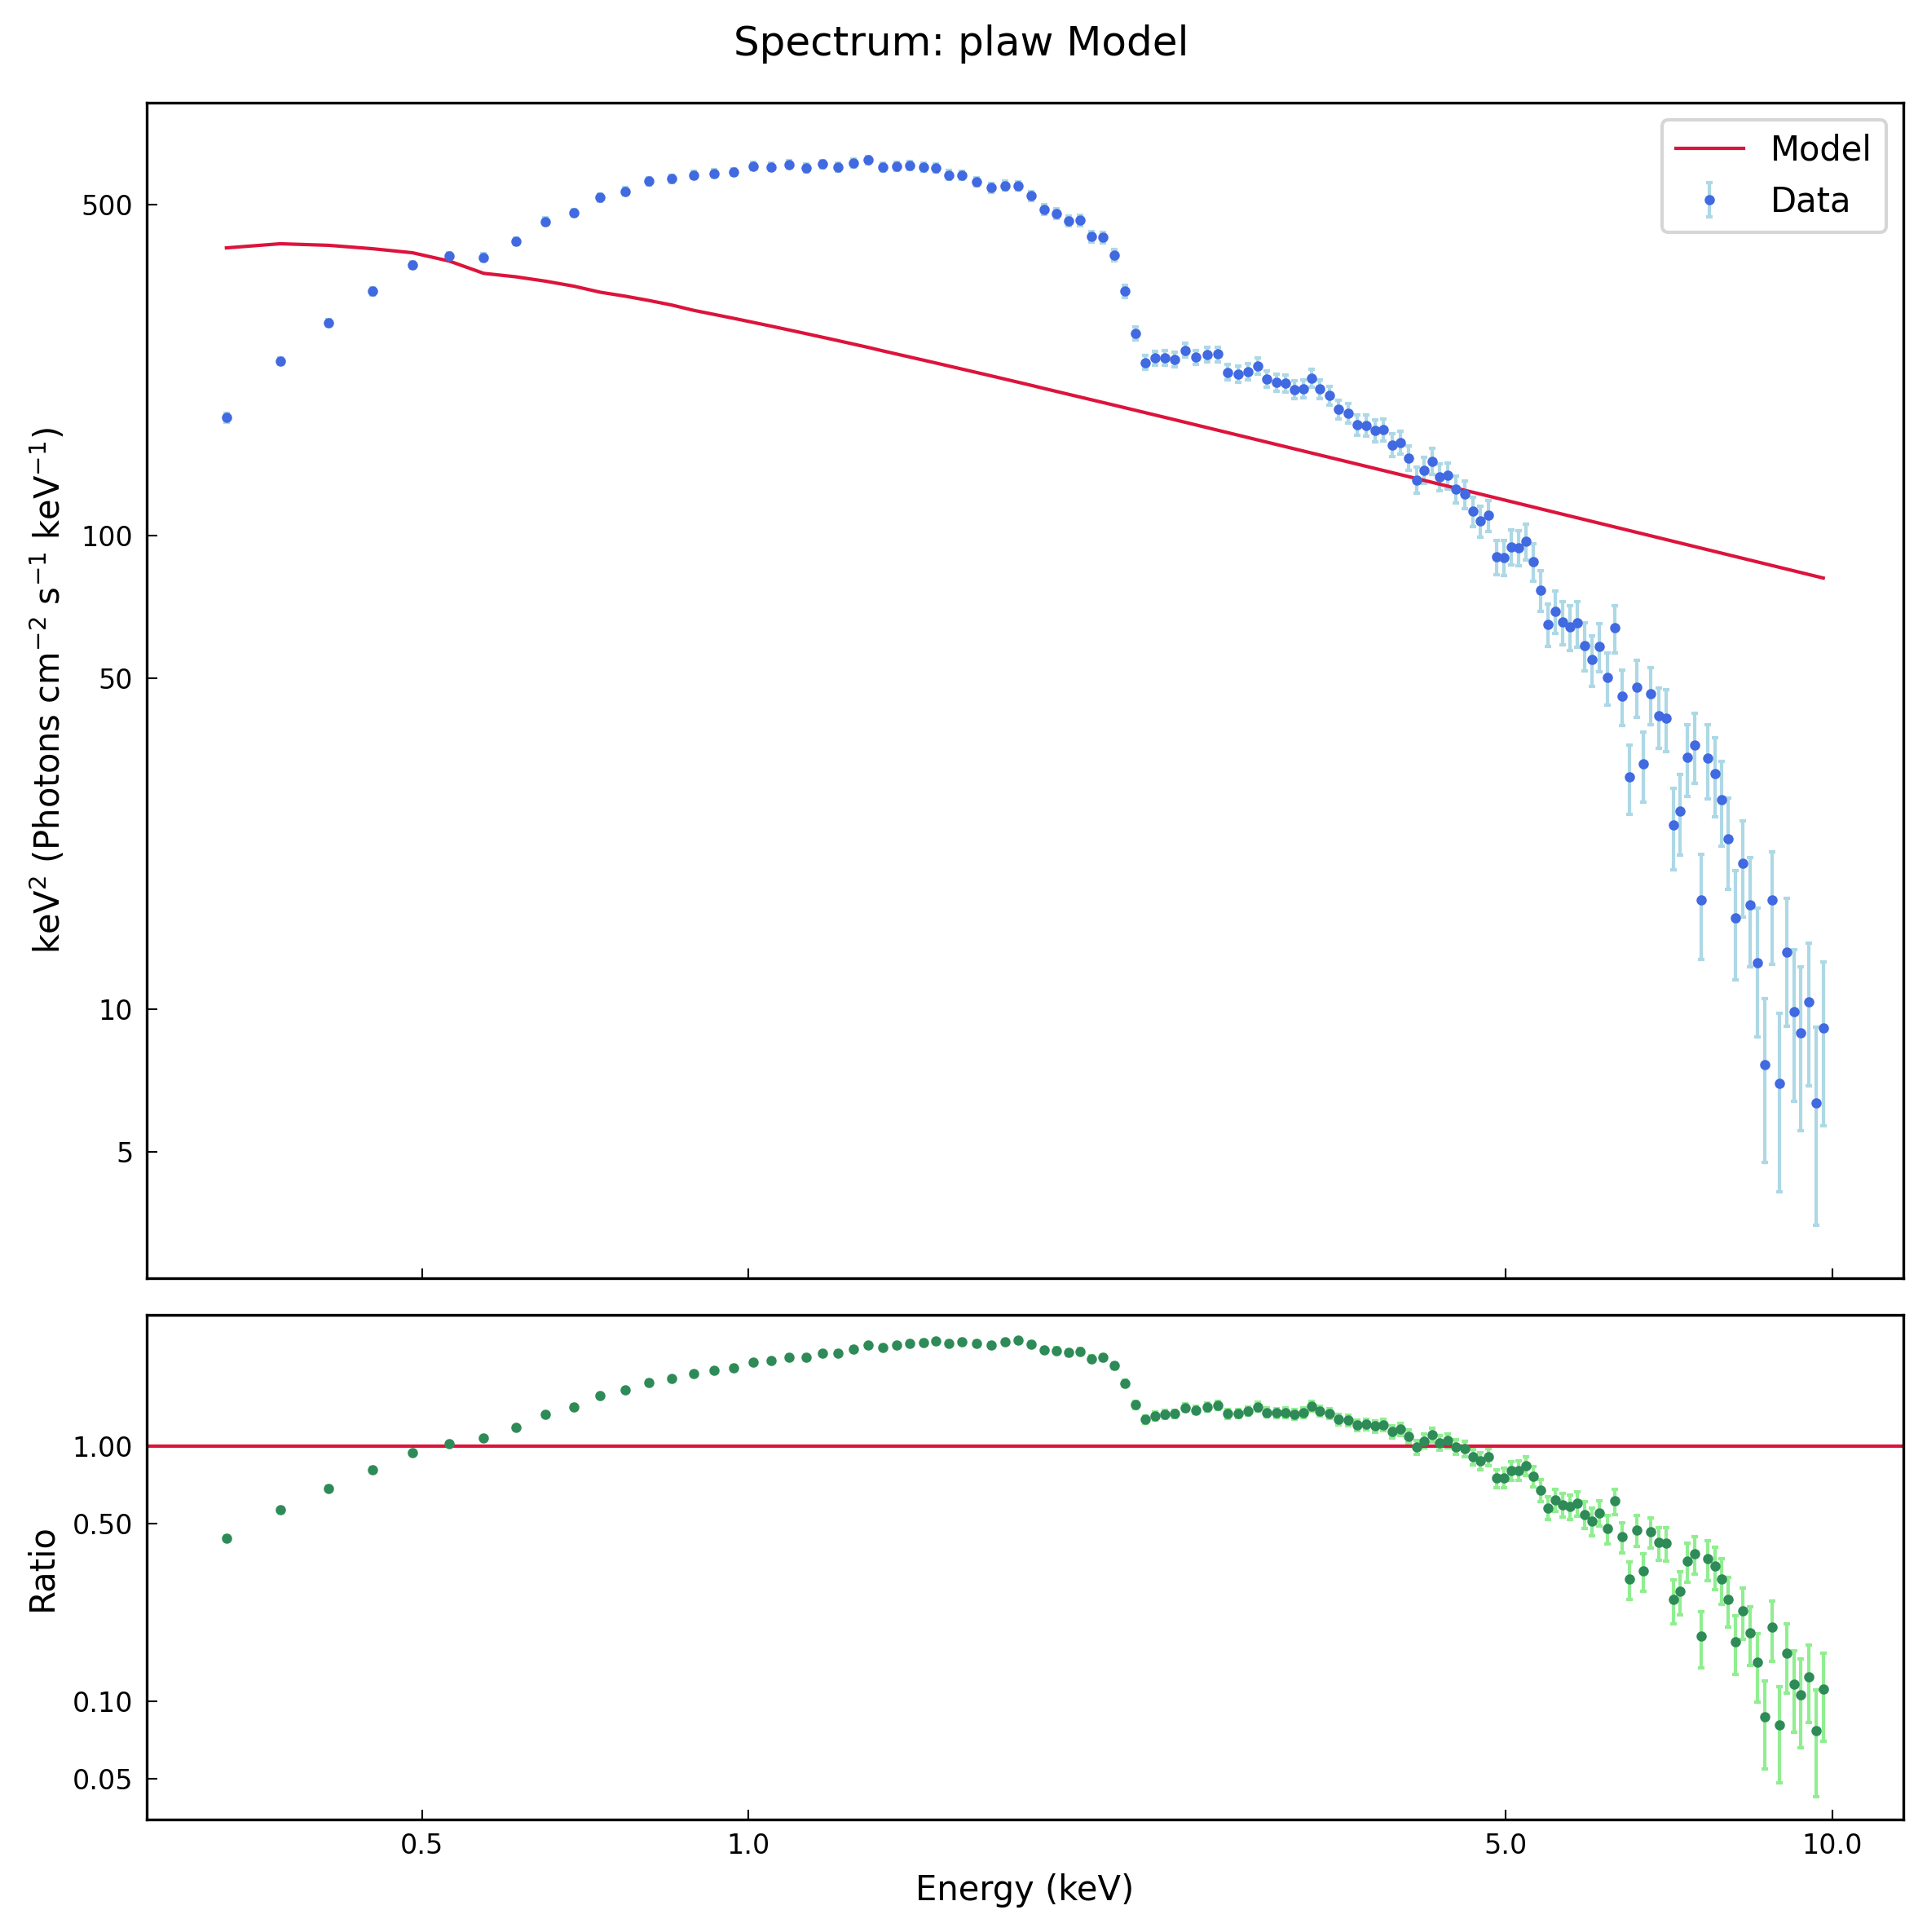 Spectrum: plaw Model
Model
Data
keV² (Photons cm⁻² s⁻¹ keV⁻¹)
500
100
50
10
5
Ratio
1.00
0.50
0.10
0.05
0.5 1.0 5.0 10.0
Energy (keV)